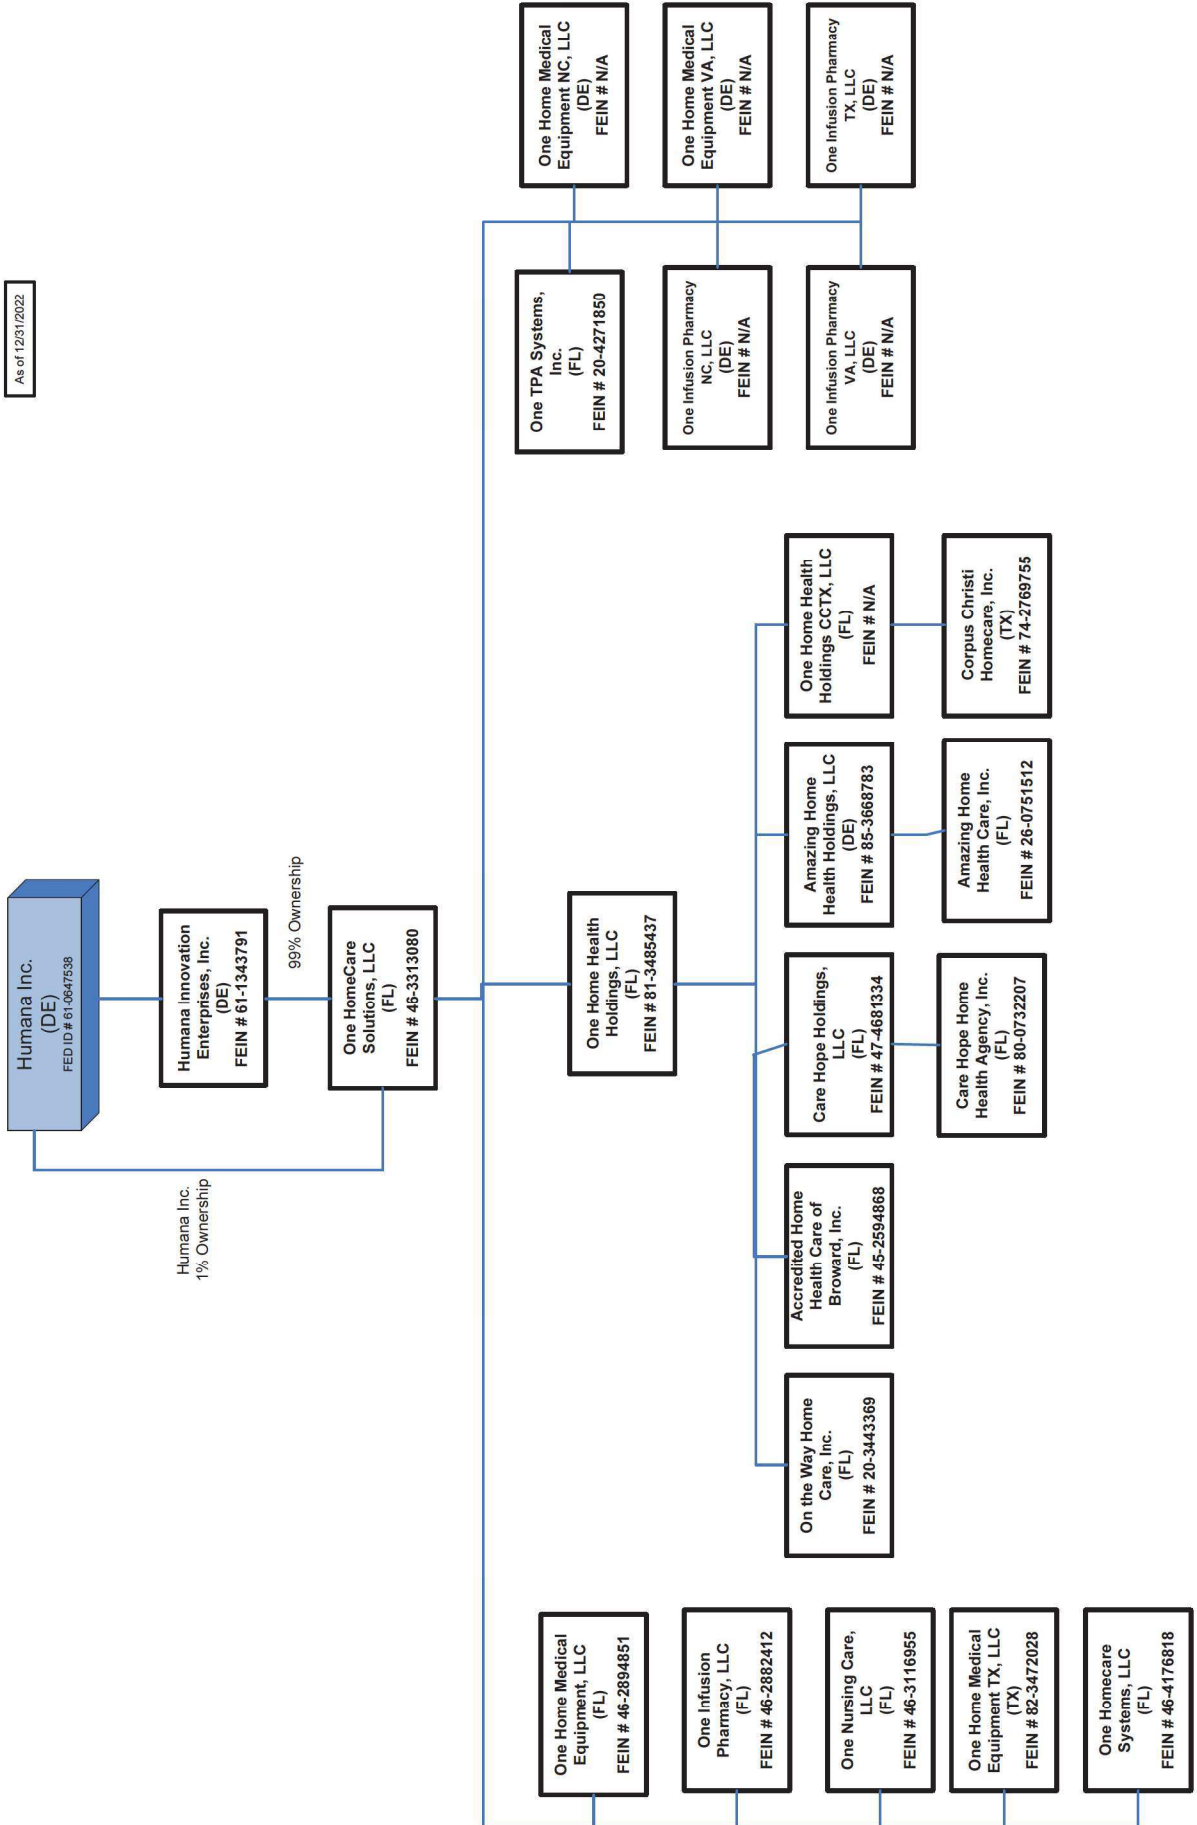 As of 12/31/2022
Humana Inc.
(DE)
FED ID # 61-0647538
Humana Inc.
1% Ownership
Humana Innovation
Enterprises, Inc.
(DE)
FEIN # 61-1343791
99% Ownership
One HomeCare
Solutions, LLC
(FL)
FEIN # 46-3313080
One Home Medical
Equipment, LLC
(FL)
FEIN # 46-2894851
One Infusion
Pharmacy, LLC
(FL)
FEIN # 46-2882412
One Nursing Care,
LLC
(FL)
FEIN # 46-3116955
One Home Medical
Equipment TX, LLC
(TX)
FEIN # 82-3472028
One Homecare
Systems, LLC
(FL)
FEIN # 46-4176818
One Home Health
Holdings, LLC
(FL)
FEIN # 81-3485437
On the Way Home
Care, Inc.
(FL)
FEIN # 20-3443369
Accredited Home
Health Care of
Broward, Inc.
(FL)
FEIN # 45-2594868
Care Hope Holdings,
LLC
(FL)
FEIN # 47-4681334
Care Hope Home
Health Agency, Inc.
(FL)
FEIN # 80-0732207
Amazing Home
Health Holdings, LLC
(DE)
FEIN # 85-3668783
Amazing Home
Health Care, Inc.
(FL)
FEIN # 26-0751512
One Home Health
Holdings CCTX, LLC
(FL)
FEIN # N/A
Corpus Christi
Homecare, Inc.
(TX)
FEIN # 74-2769755
One TPA Systems,
Inc.
(FL)
FEIN # 20-4271850
One Home Medical
Equipment NC, LLC
(DE)
FEIN # N/A
One Infusion Pharmacy
NC, LLC
(DE)
FEIN # N/A
One Home Medical
Equipment VA, LLC
(DE)
FEIN # N/A
One Infusion Pharmacy
VA, LLC
(DE)
FEIN # N/A
One Infusion Pharmacy
TX, LLC
(DE)
FEIN # N/A